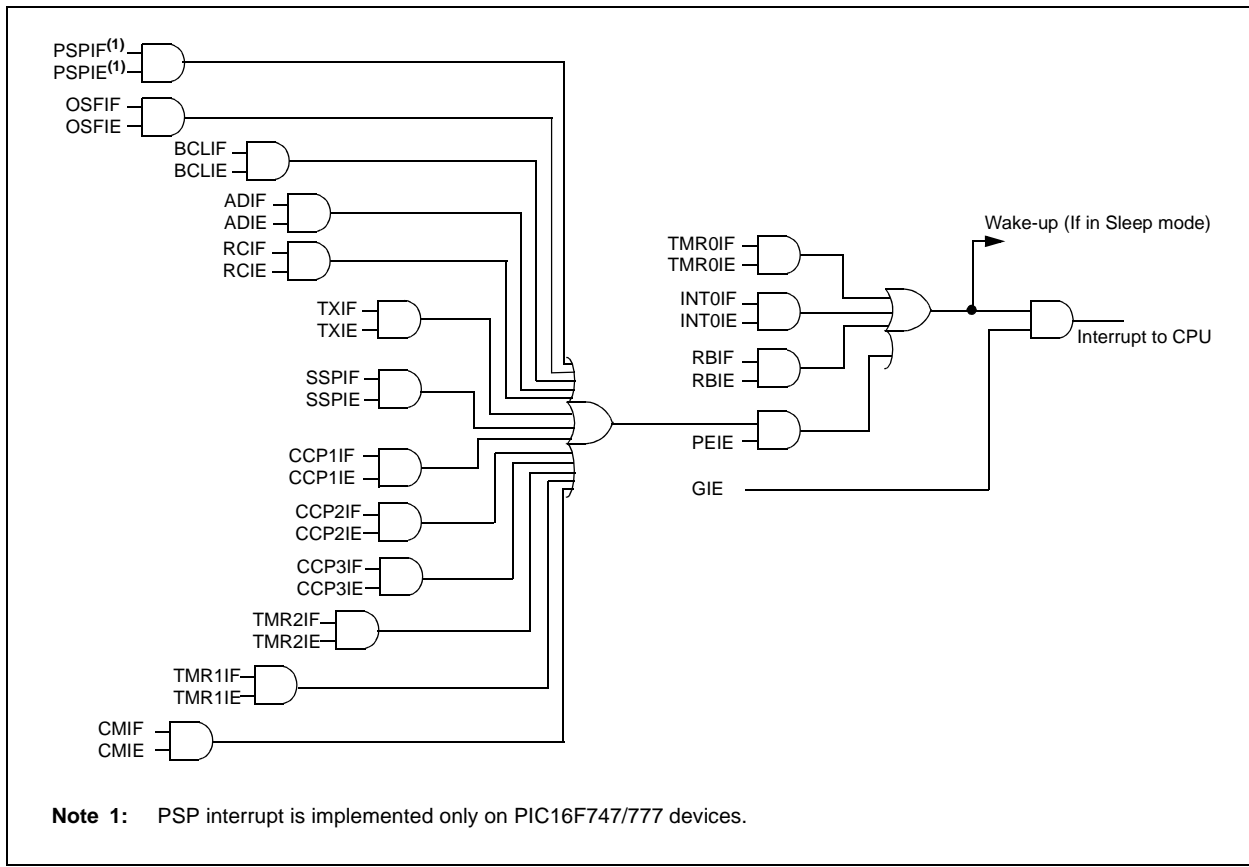 PSPIF(1)
PSPIE(1)
OSFIF
OSFIE
BCLIF
BCLIE
ADIF
ADIE
RCIF
RCIE
TXIF
TXIE
SSPIF
SSPIE
CCP1IF
CCP1IE
CCP2IF
CCP2IE
CCP3IF
CCP3IE
TMR2IF
TMR2IE
TMR1IF
TMR1IE
CMIF
CMIE
TMR0IF
TMR0IE
INT0IF
INT0IE
RBIF
RBIE
PEIE
GIE
Wake-up (If in Sleep mode)
Interrupt to CPU
Note 1: PSP interrupt is implemented only on PIC16F747/777 devices.